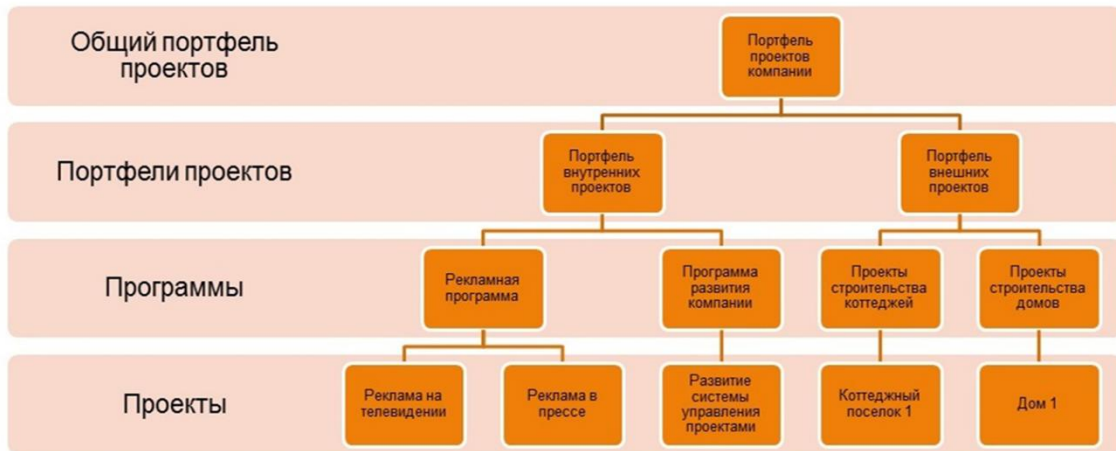 Общий портфель
проектов
Портфель
проектов
компании
Портфели проектов
Портфель
внутренних
проектов
Портфель
внешних
проектов
Программы
Рекламная
программа
Программа
развития
компании
Проекты
строительства
коттеджей
Проекты
строительства
домов
Проекты
Реклама на
телевидении
Реклама в
прессе
Развитие
системы
управления
проектами
Коттеджный
поселок 1
Дом 1